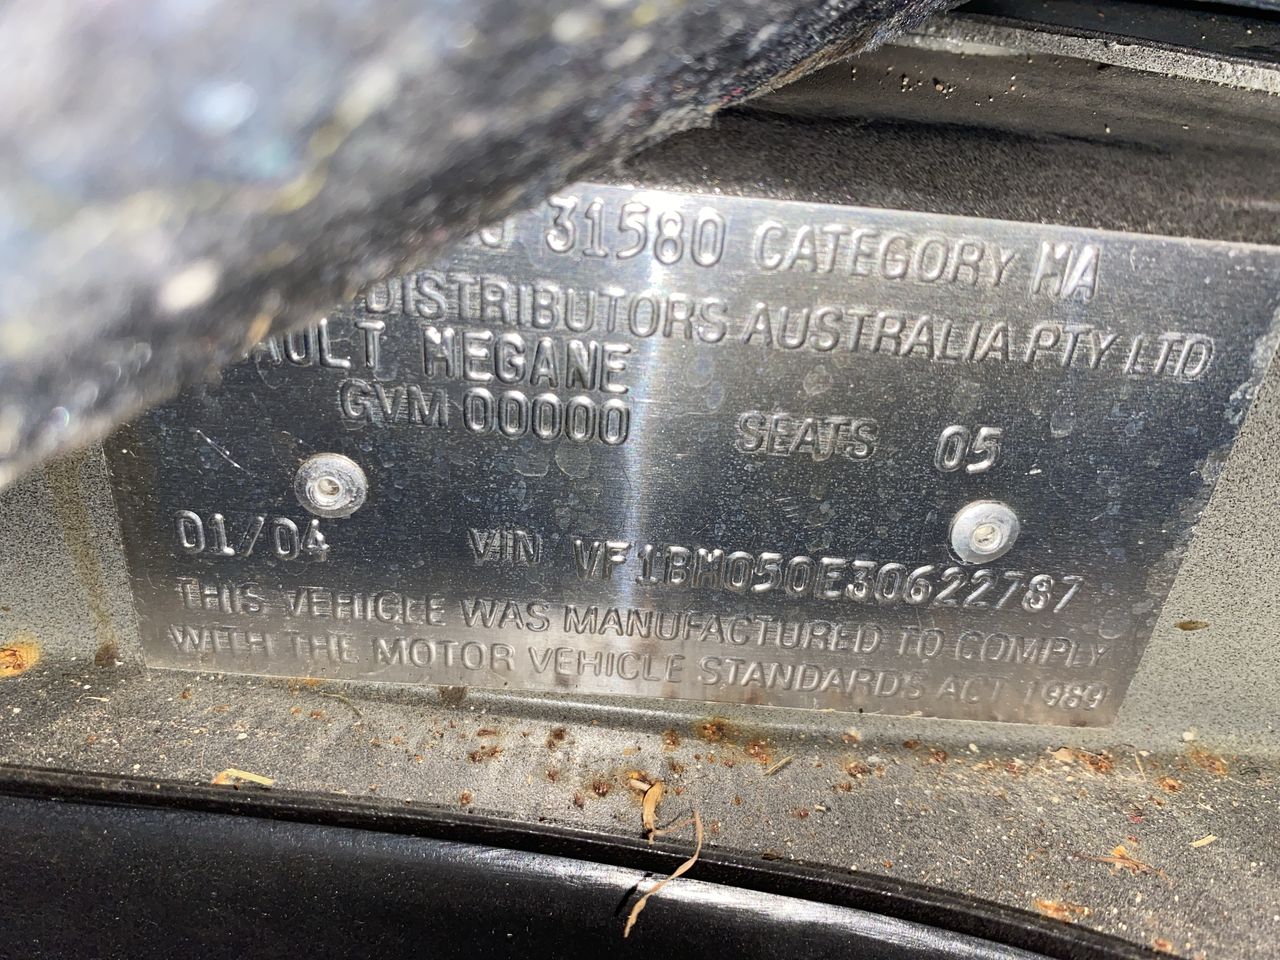 31580 CATEGORY MA
DISTRIBUTORS AUSTRALIA PTY LTD
AULT MEGANE
GVM 00000 SEATS 05
01/04 VIN VF1BM050E30622787
THIS VEHICLE WAS MANUFACTURED TO COMPLY
WITH THE MOTOR VEHICLE STANDARDS ACT 1989